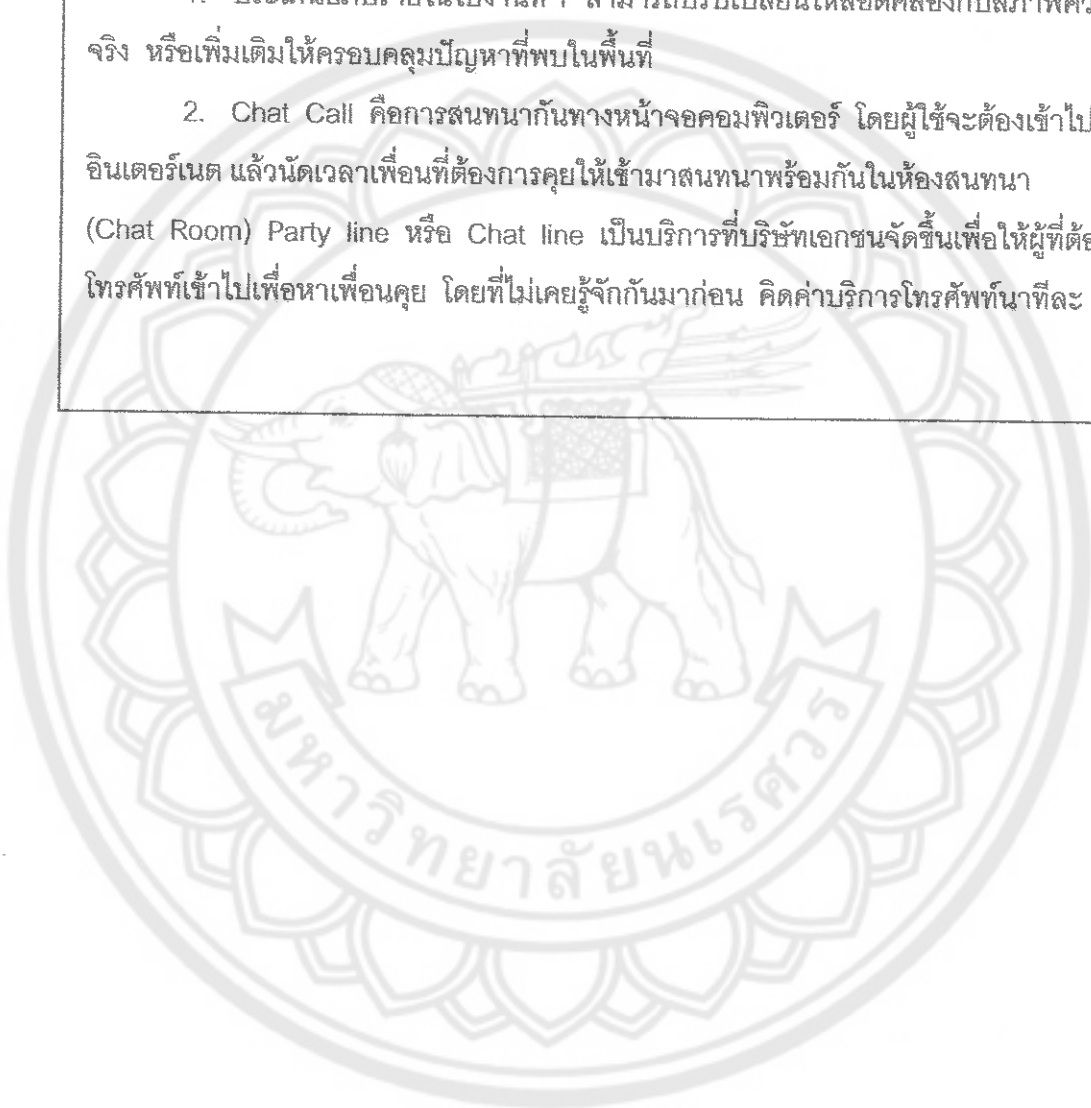 จริง หรือเพิ่มเติมให้ครอบคลุมปัญหาที่พบในพื้นที่
2. Chat Call คือการสนทนากันทางหน้าจอคอมพิวเตอร์ โดยผู้ใช้จะต้องเข้าไป
อินเตอร์เนต แล้วนัดเวลาเพื่อนที่ต้องการคุยให้เข้ามาสนทนาพร้อมกันในห้องสนทนา
(Chat Room) Party line หรือ Chat line เป็นบริการที่บริษัทเอกชนจัดขึ้นเพื่อให้ผู้ที่ต้อ
โทรศัพท์เข้าไปเพื่อหาเพื่อนคุย โดยที่ไม่เคยรู้จักกันมาก่อน คิดค่าบริการโทรศัพท์นาทีละ
มหาวิทยาลัยนเรศวร